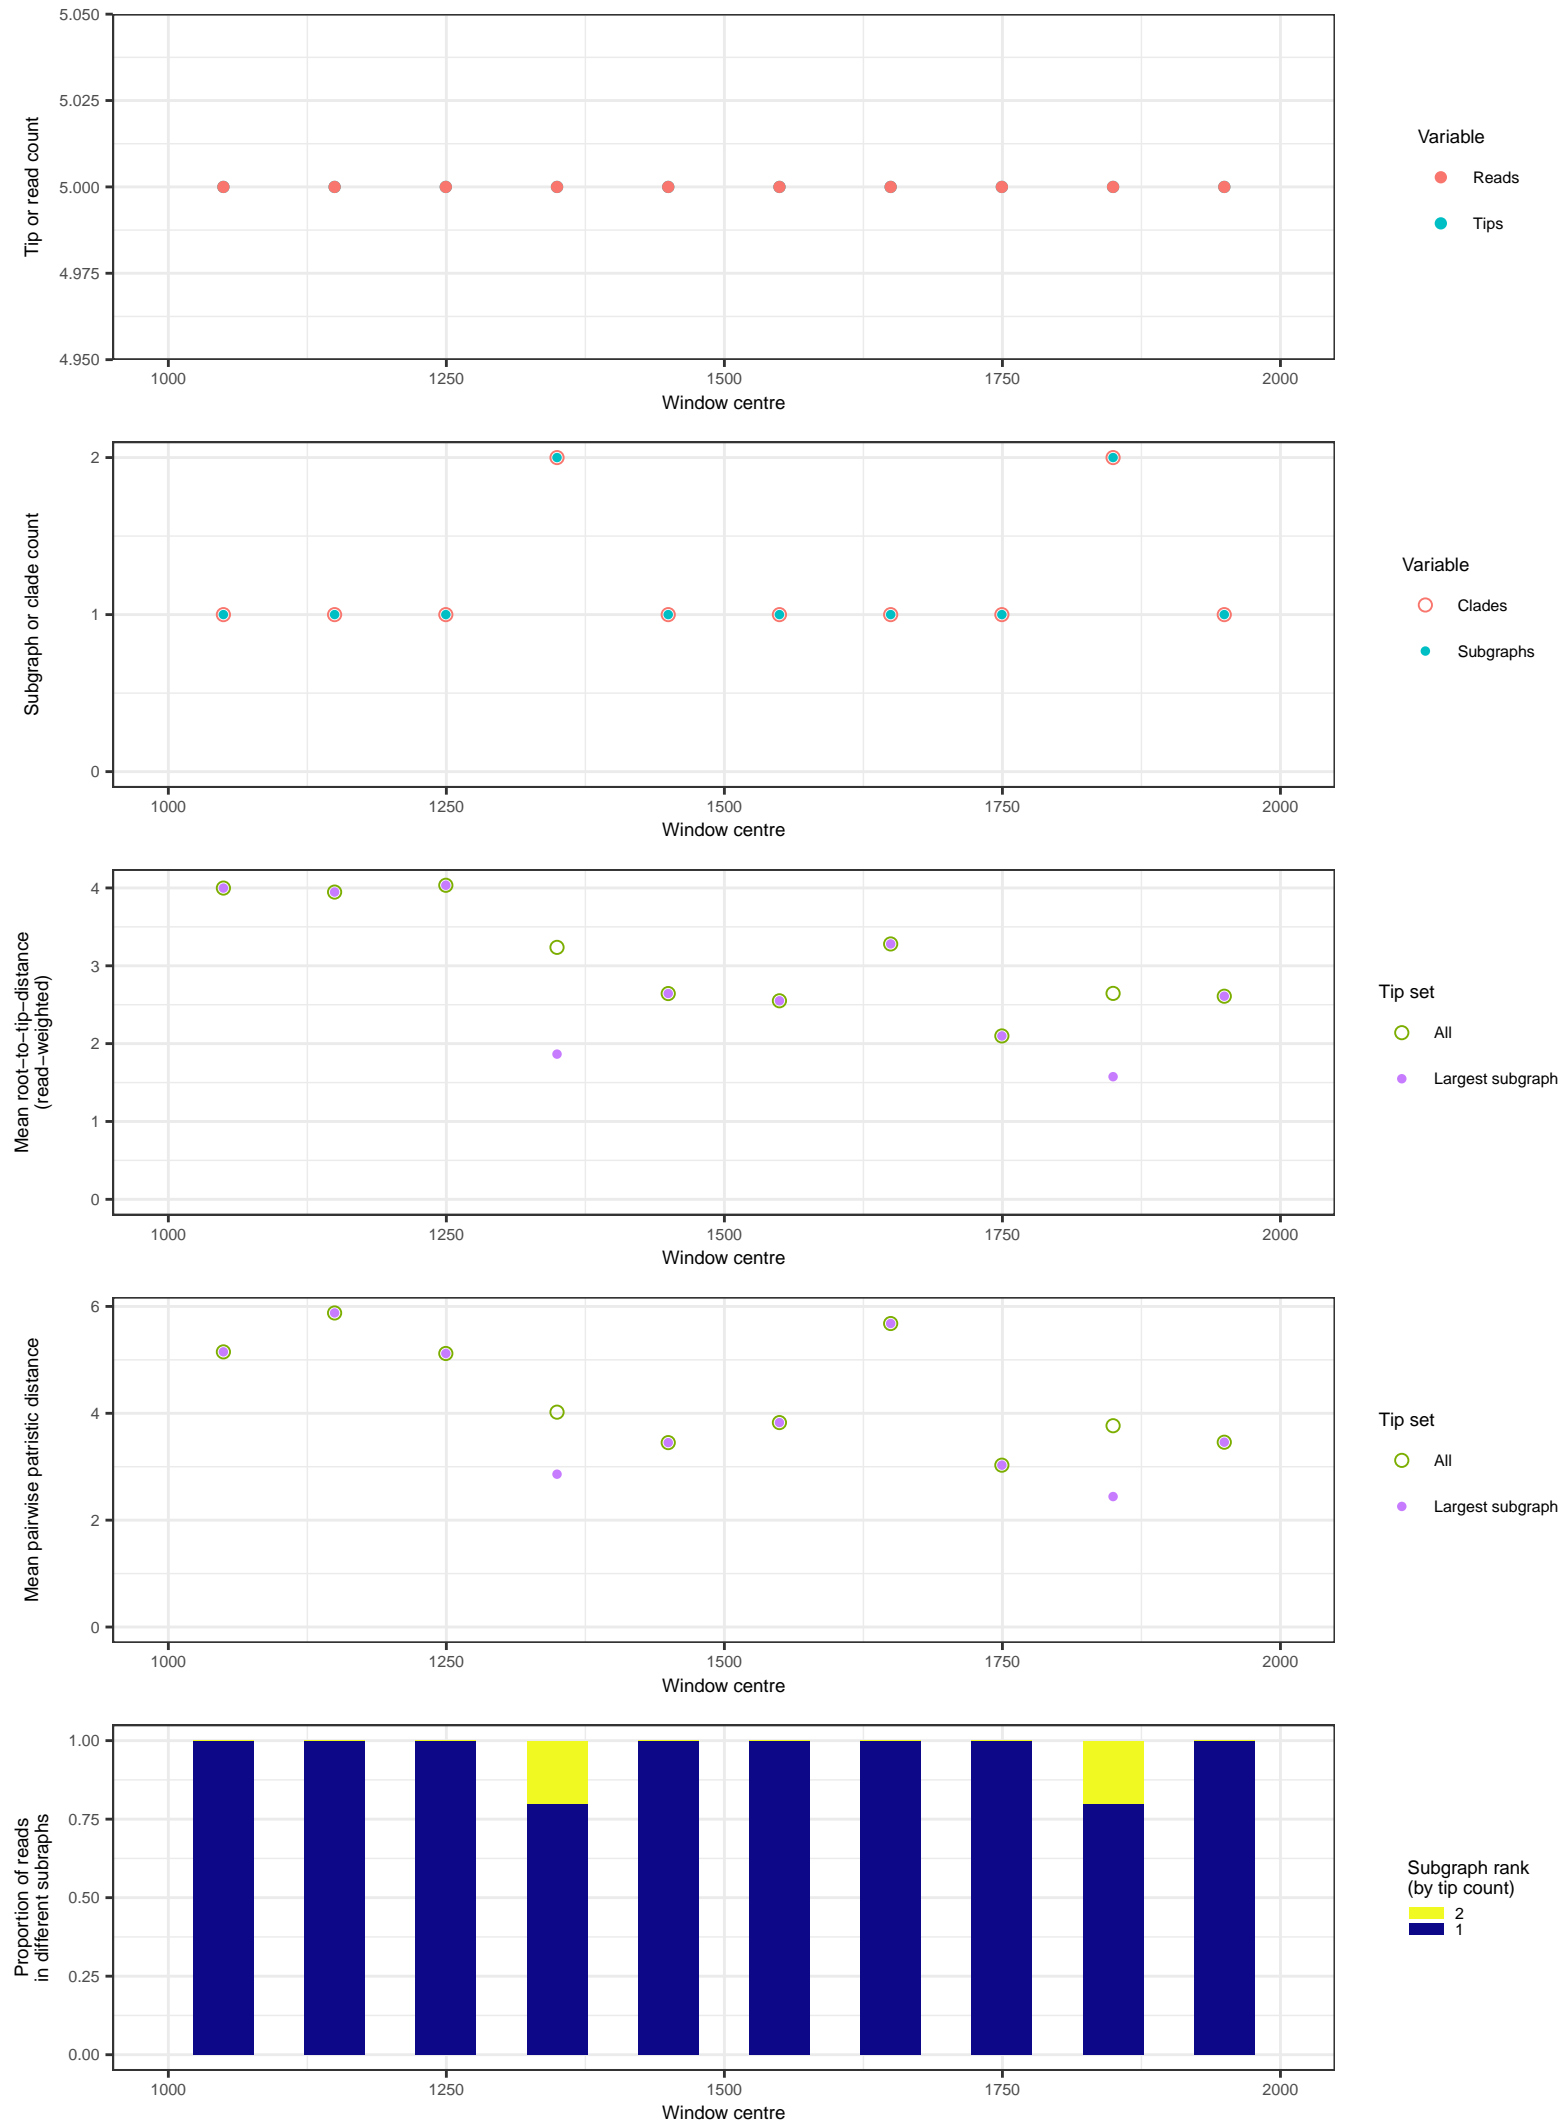 5.050
5.025
5.000
4.975
4.950
Tip or read count
1000 1250 1500 1750 2000
Window centre
Variable
Reads
Tips
2
1
0
Subgraph or clade count
1000 1250 1500 1750 2000
Window centre
Variable
Clades
Subgraphs
4
3
2
1
0
Mean root−to−tip−distance
(read−weighted)
1000 1250 1500 1750 2000
Window centre
Tip set
All
Largest subgraph
6
4
2
0
Mean pairwise patristic distance
1000 1250 1500 1750 2000
Window centre
Tip set
All
Largest subgraph
1.00
0.75
0.50
0.25
0.00
Proportion of reads
in different subraphs
1000 1250 1500 1750 2000
Window centre
Subgraph rank
(by tip count)
2
1